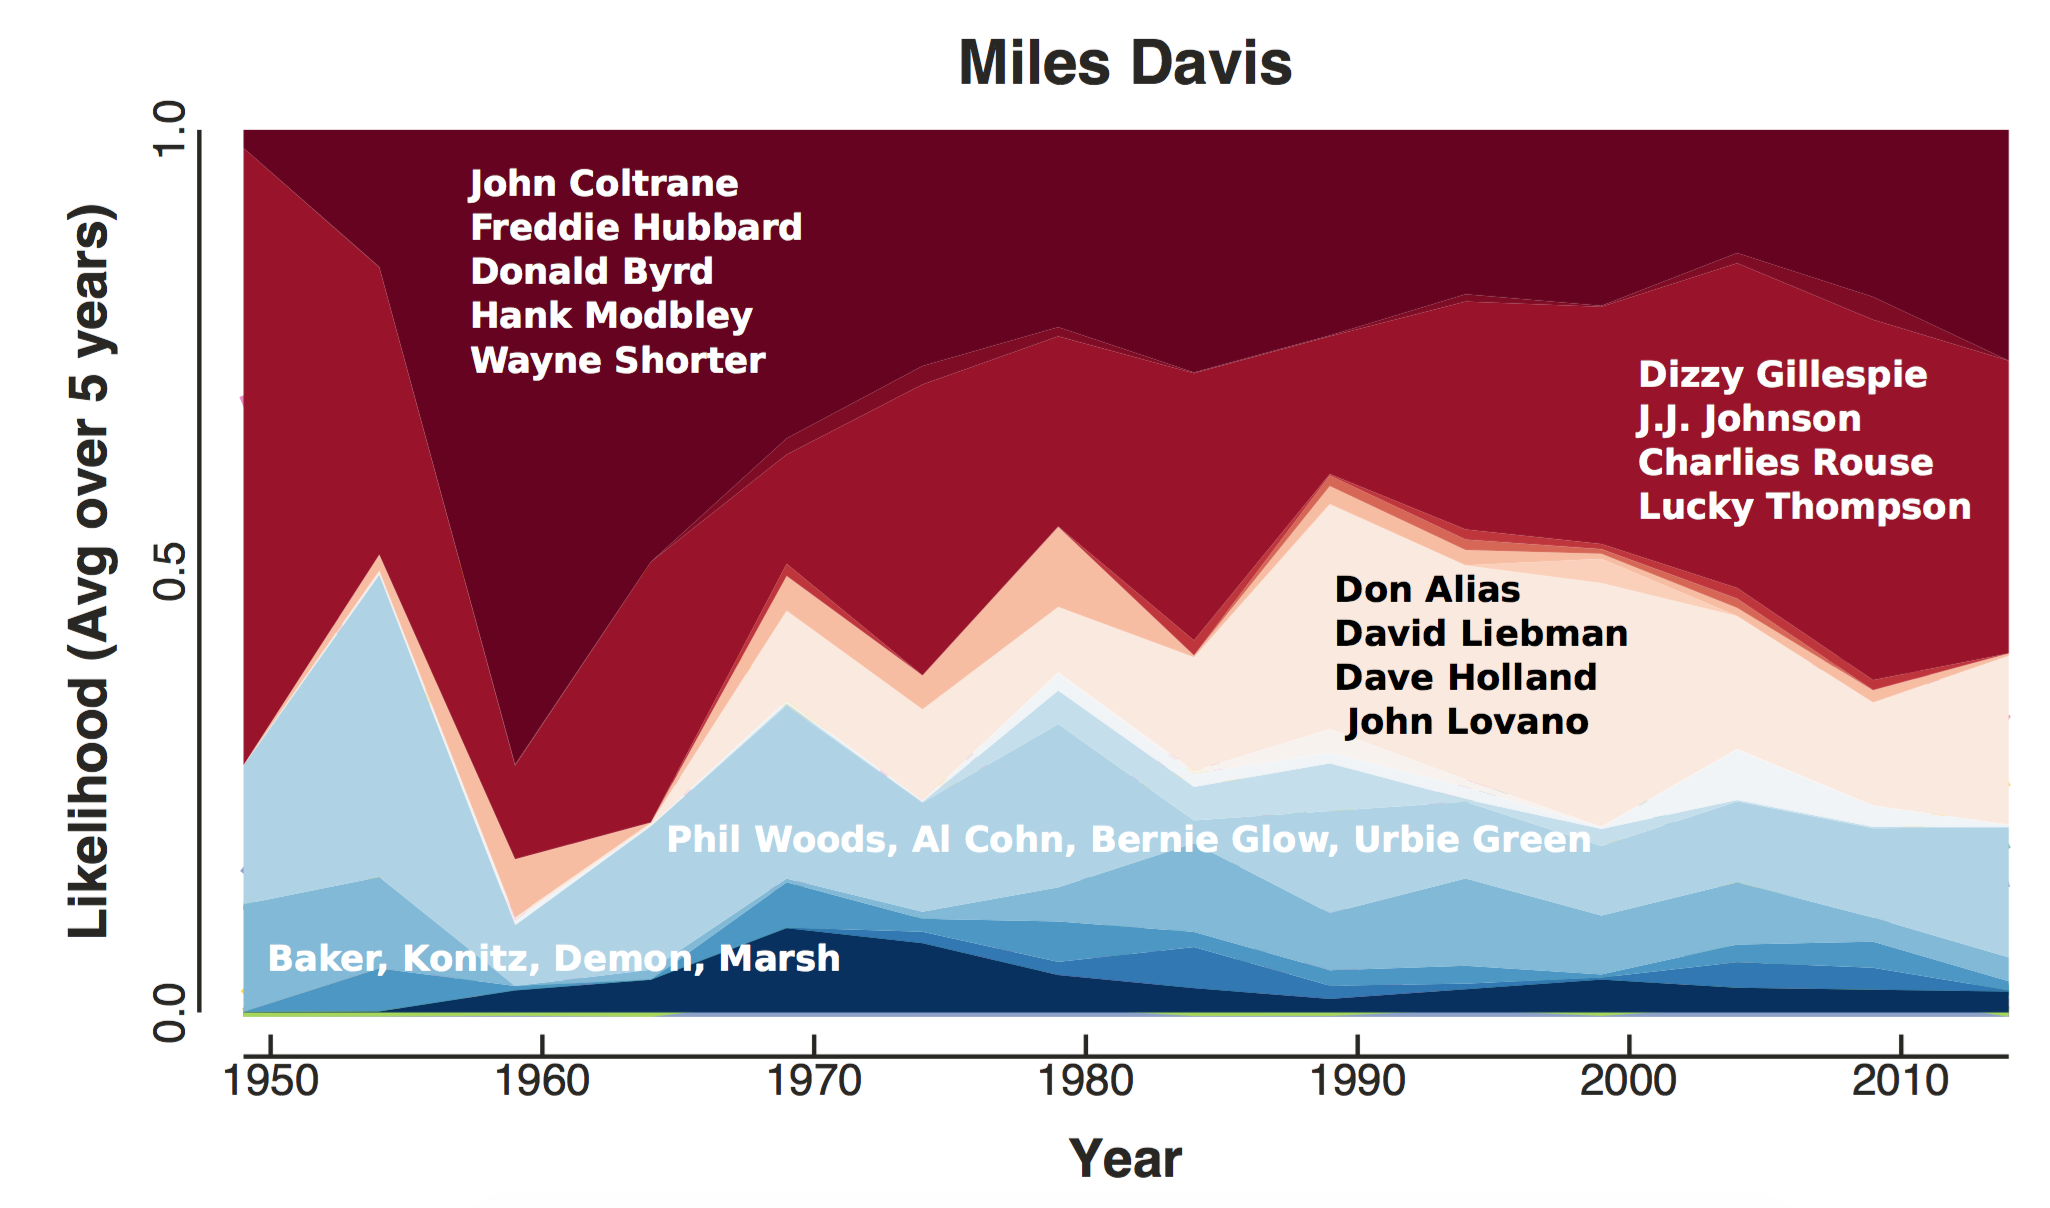 Miles Davis
Likelihood (Avg over 5 years)
1.0
0.5
0.0
John Coltrane
Freddie Hubbard
Donald Byrd
Hank Modbley
Wayne Shorter
Dizzy Gillespie
J.J. Johnson
Charlies Rouse
Lucky Thompson
Don Alias
David Liebman
Dave Holland
John Lovano
Phil Woods, Al Cohn, Bernie Glow, Urbie Green
Baker, Konitz, Demon, Marsh
1950 1960 1970 1980 1990 2000 2010
Year